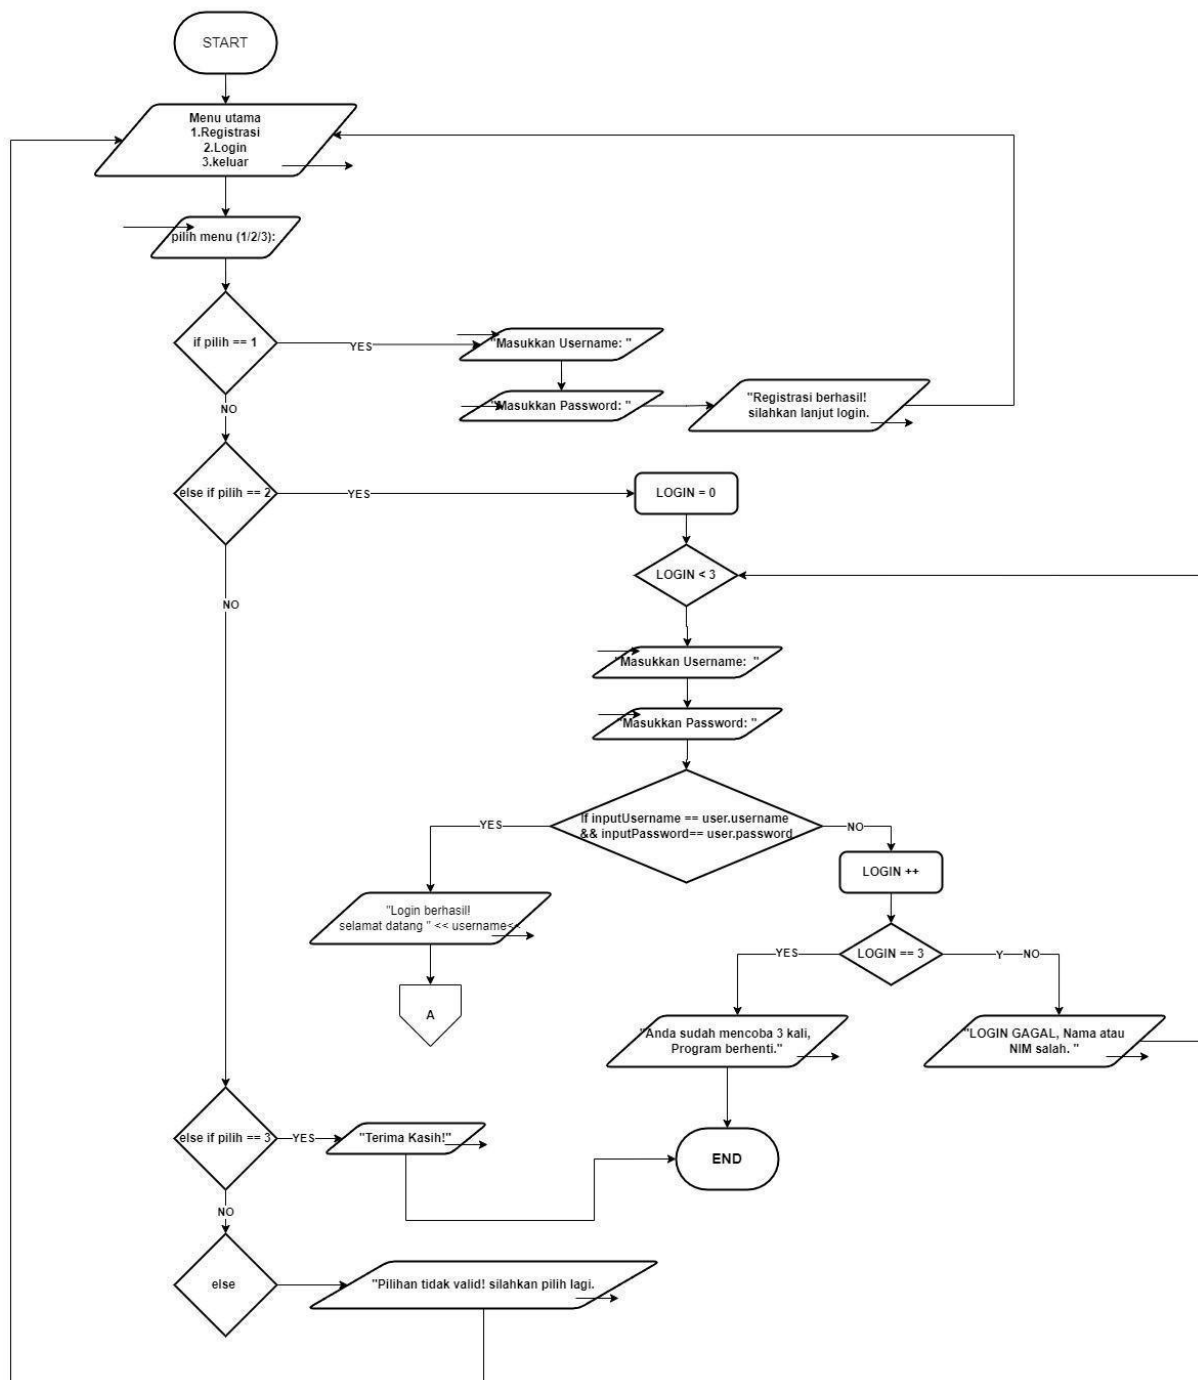 START
Menu utama
1.Registrasi
2.Login
3.keluar
pilih menu (1/2/3):
if pilih == 1
YES
"Masukkan Username: "
"Masukkan Password: "
"Registrasi berhasil!
silahkan lanjut login.
NO
else if pilih == 2
YES
LOGIN = 0
LOGIN < 3
"Masukkan Username:  "
"Masukkan Password: "
If inputUsername == user.username
&& inputPassword== user.password
YES
NO
"Login berhasil!
selamat datang " << username<<
A
LOGIN ++
LOGIN == 3
YES
Y
NO
"Anda sudah mencoba 3 kali,
Program berhenti."
"LOGIN GAGAL, Nama atau
NIM salah. "
NO
else if pilih == 3
YES
"Terima Kasih!"
END
NO
else
"Pilihan tidak valid! silahkan pilih lagi.